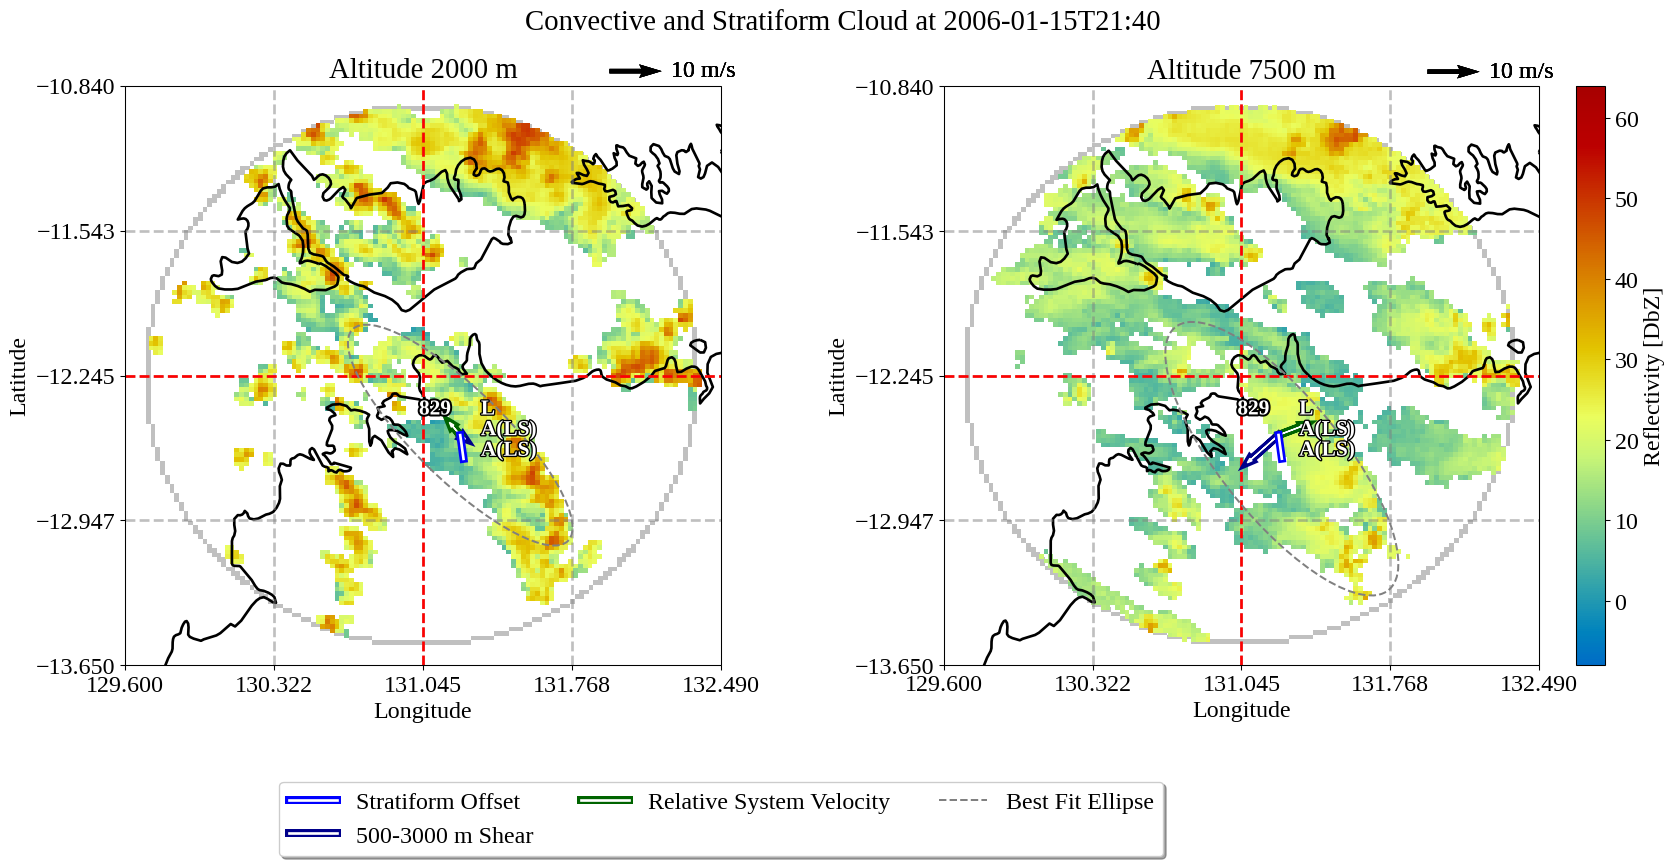 Convective and Stratiform Cloud at 2006-01-15T21:40
Altitude 2000 m
10 m/s
−10.840
−11.543
−12.245
−12.947
−13.650
129.600
130.322
131.045
131.768
132.490
Latitude
Longitude
829
L
A(LS)
A(LS)
Altitude 7500 m
10 m/s
−10.840
−11.543
−12.245
−12.947
−13.650
129.600
130.322
131.045
131.768
132.490
Latitude
Longitude
829
L
A(LS)
A(LS)
60
50
40
30
20
10
0
Reflectivity [DbZ]
Stratiform Offset
Relative System Velocity
Best Fit Ellipse
500-3000 m Shear